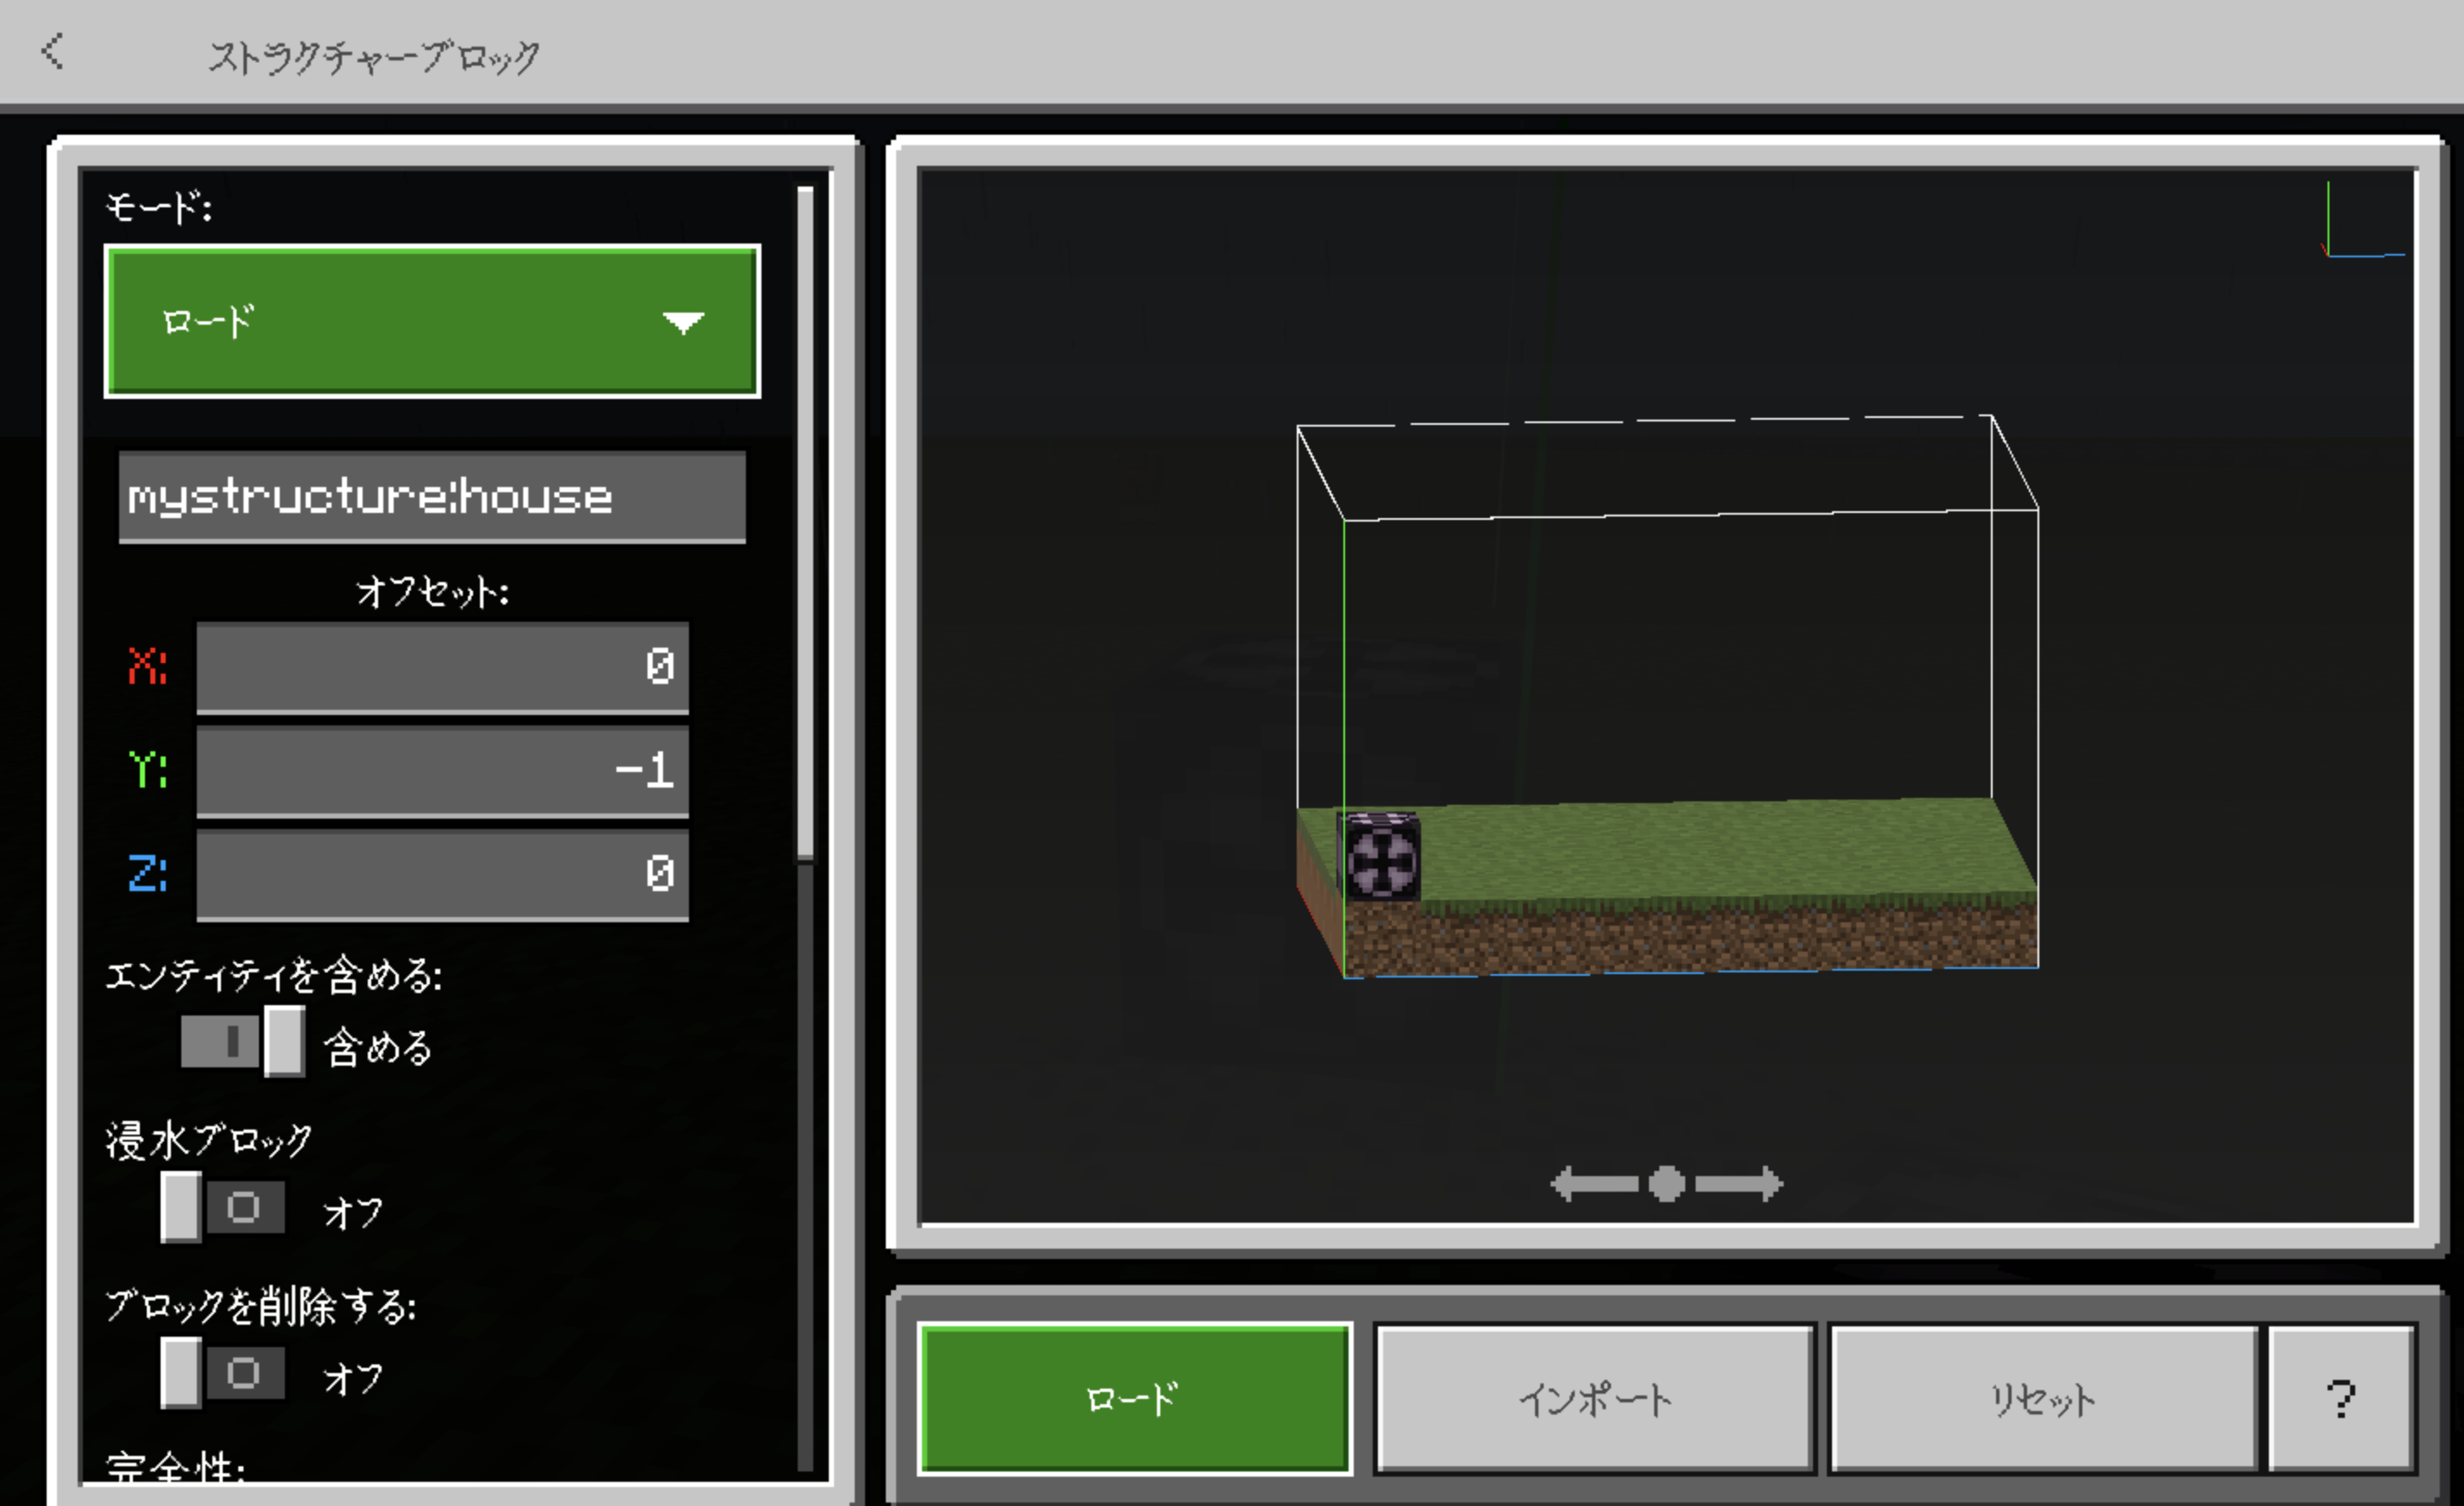 ストラクチャーブロック
モード:
ロード
mystructure:house
オフセット:
X: 0
Y: -1
Z: 0
エンティティを含める:
含める
浸水ブロック
オフ
ブロックを削除する:
オフ
完全性:
ロード
インポート
リセット
?